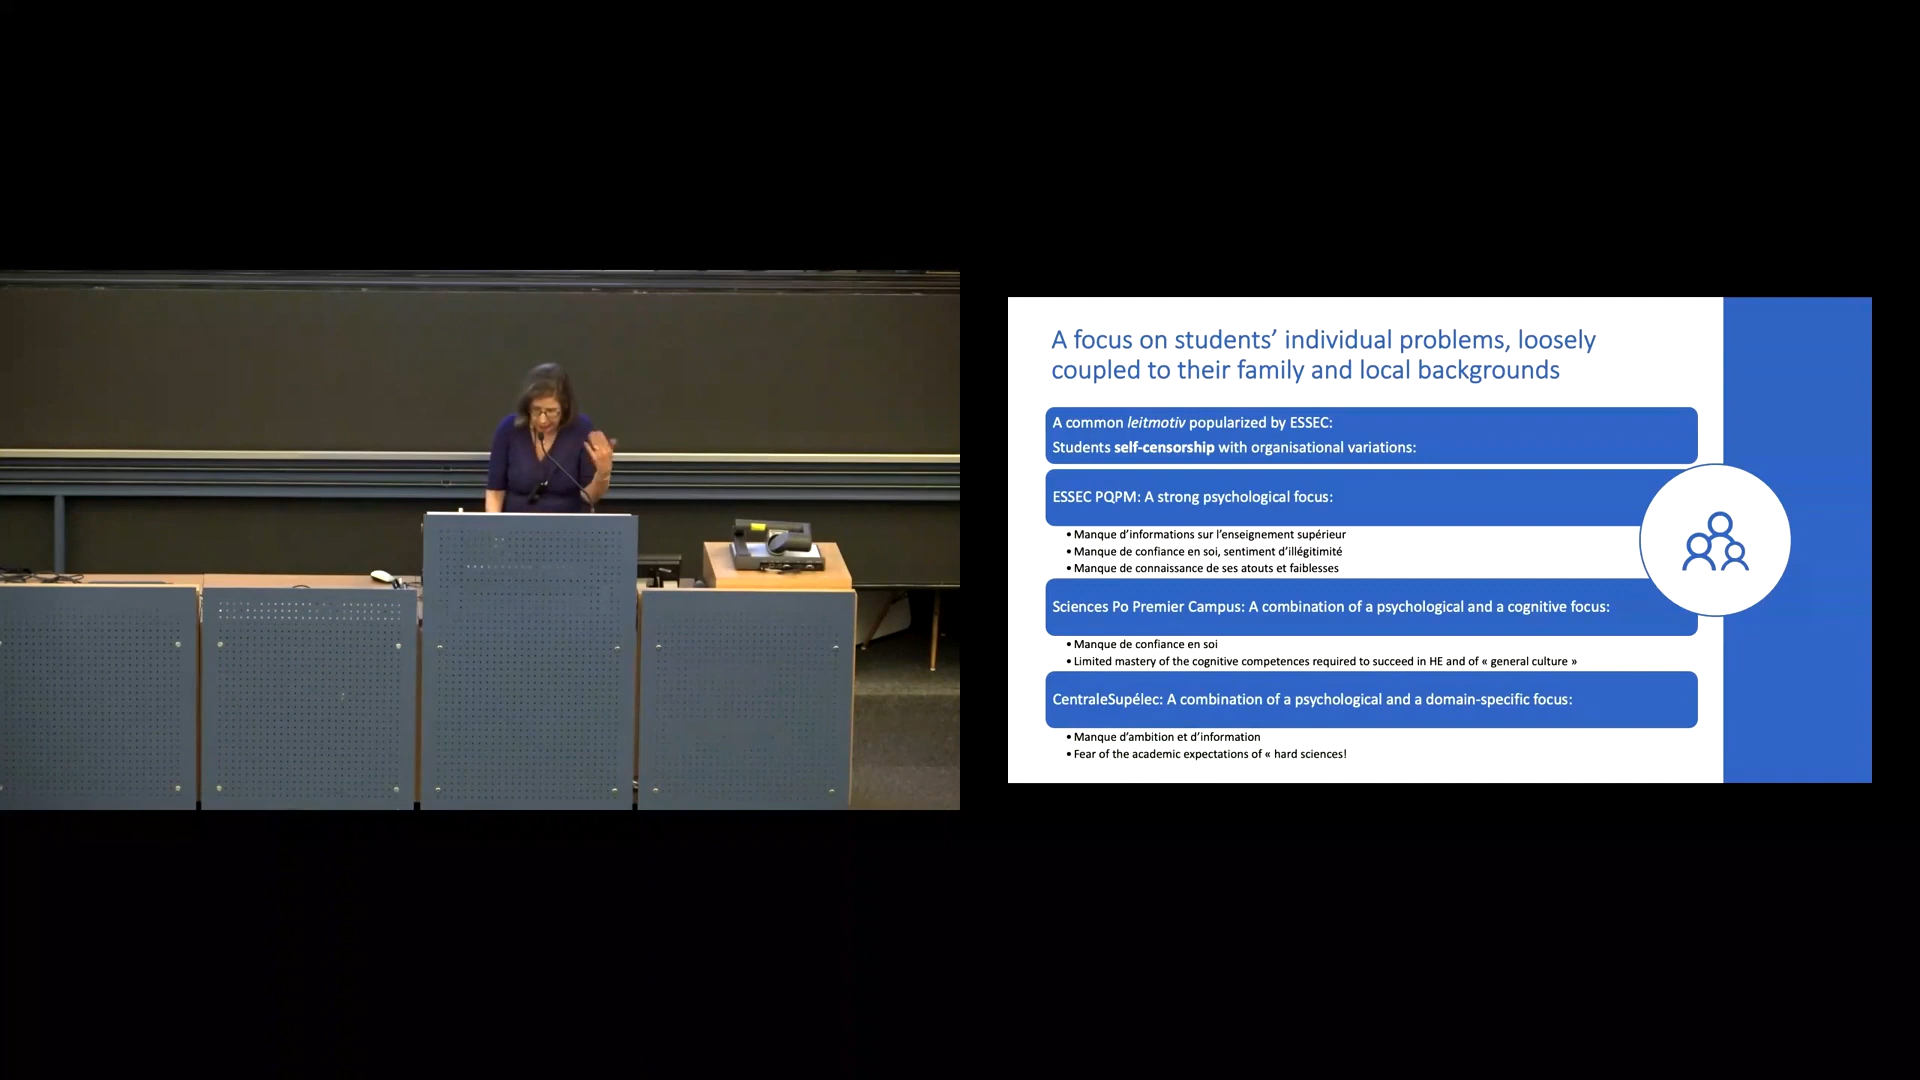 A focus on students’ individual problems, loosely
coupled to their family and local backgrounds
A common leitmotiv popularized by ESSEC:
Students self-censorship with organisational variations:
ESSEC PQPM: A strong psychological focus:
• Manque d’informations sur l’enseignement supérieur
• Manque de confiance en soi, sentiment d’illégitimité
• Manque de connaissance de ses atouts et faiblesses
Sciences Po Premier Campus: A combination of a psychological and a cognitive focus:
• Manque de confiance en soi
• Limited mastery of the cognitive competences required to succeed in HE and of « general culture »
CentraleSupélec: A combination of a psychological and a domain-specific focus:
• Manque d’ambition et d’information
• Fear of the academic expectations of « hard sciences!